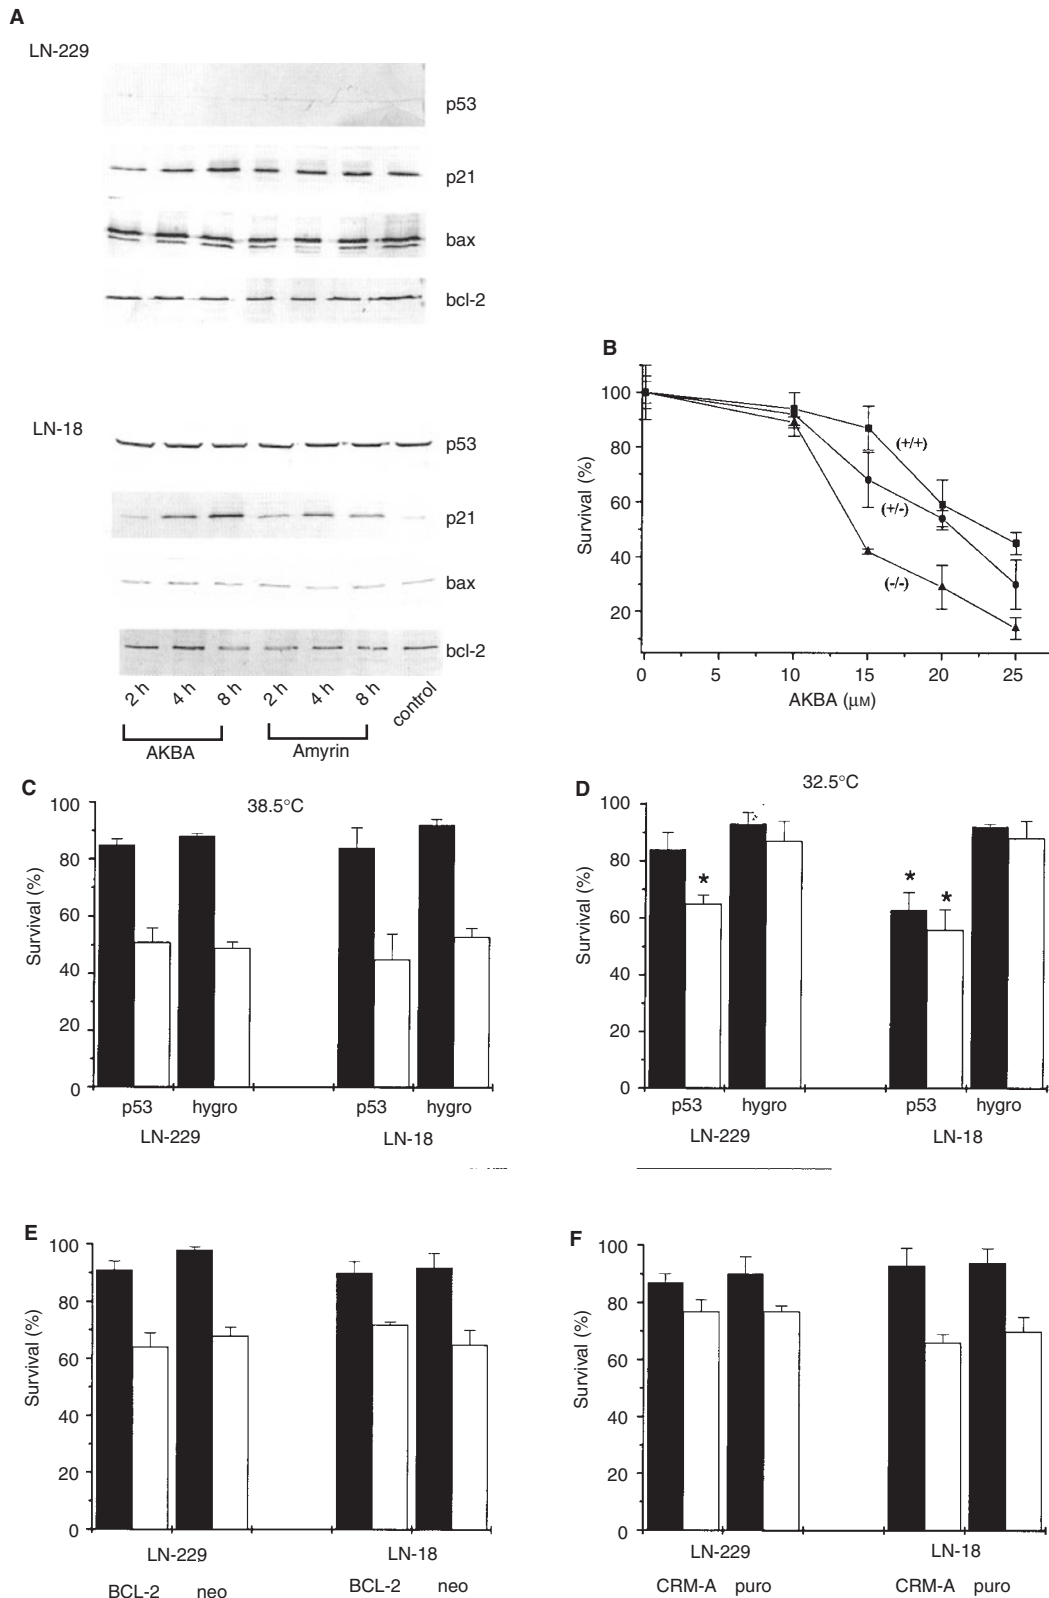 A
LN-229
p53
p21
bax
bcl-2
LN-18
p53
p21
bax
bcl-2
2 h 4 h 8 h 2 h 4 h 8 h control
AKBA Amyrin
B
100
80
60
40
20
Survival (%)
(+/+)
(+/-)
(-/-)
0 5 10 15 20 25
AKBA (μM)
C
38.5°C
100
80
60
40
20
0
Survival (%)
p53 hygro p53 hygro
LN-229 LN-18
D
32.5°C
100
80
60
40
20
0
Survival (%)
* * *
p53 hygro p53 hygro
LN-229 LN-18
E
100
80
60
40
20
0
Survival (%)
LN-229 LN-18
BCL-2 neo BCL-2 neo
F
100
80
60
40
20
0
Survival (%)
LN-229 LN-18
CRM-A puro CRM-A puro